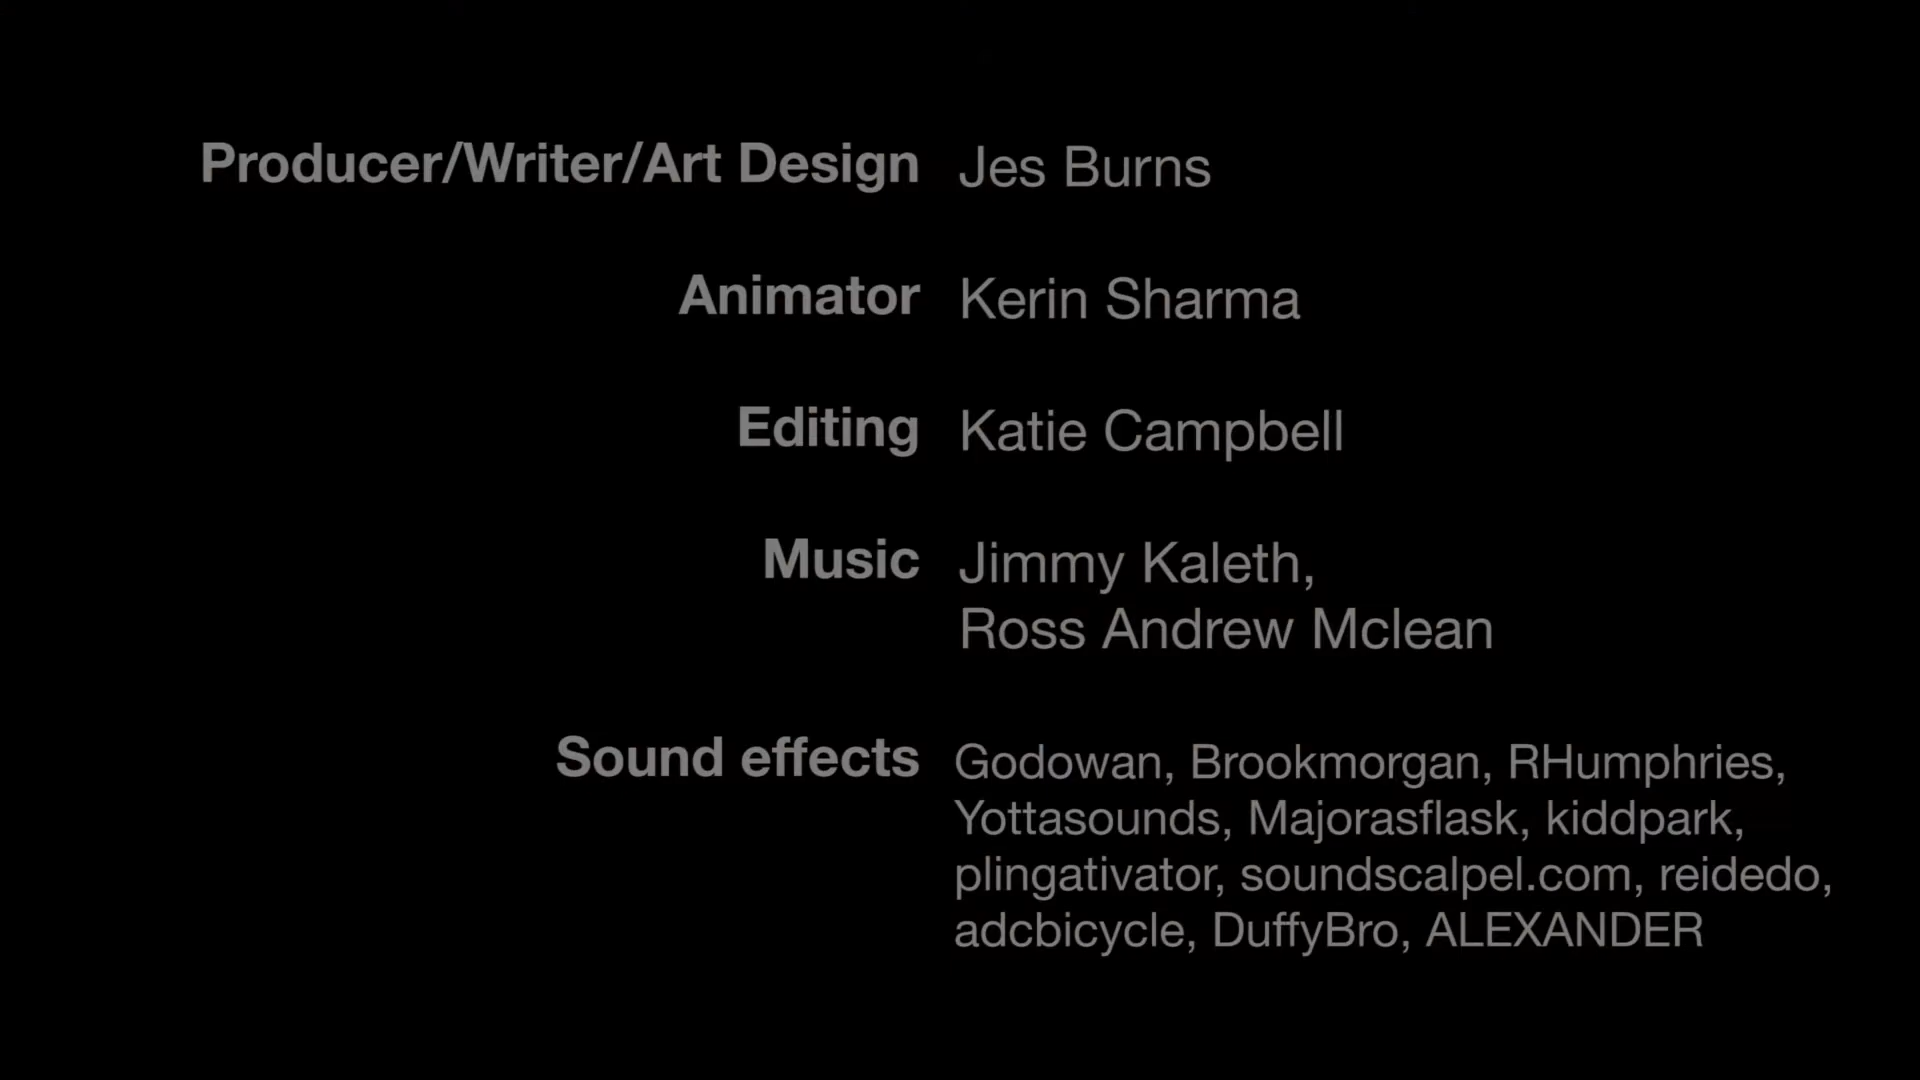 Producer/Writer/Art Design Jes Burns
Animator Kerin Sharma
Editing Katie Campbell
Music Jimmy Kaleth,
Ross Andrew Mclean
Sound effects Godowan, Brookmorgan, RHumphries,
Yottasounds, Majorasflask, kiddpark,
plingativator, soundscalpel.com, reidedo,
adcbicycle, DuffyBro, ALEXANDER